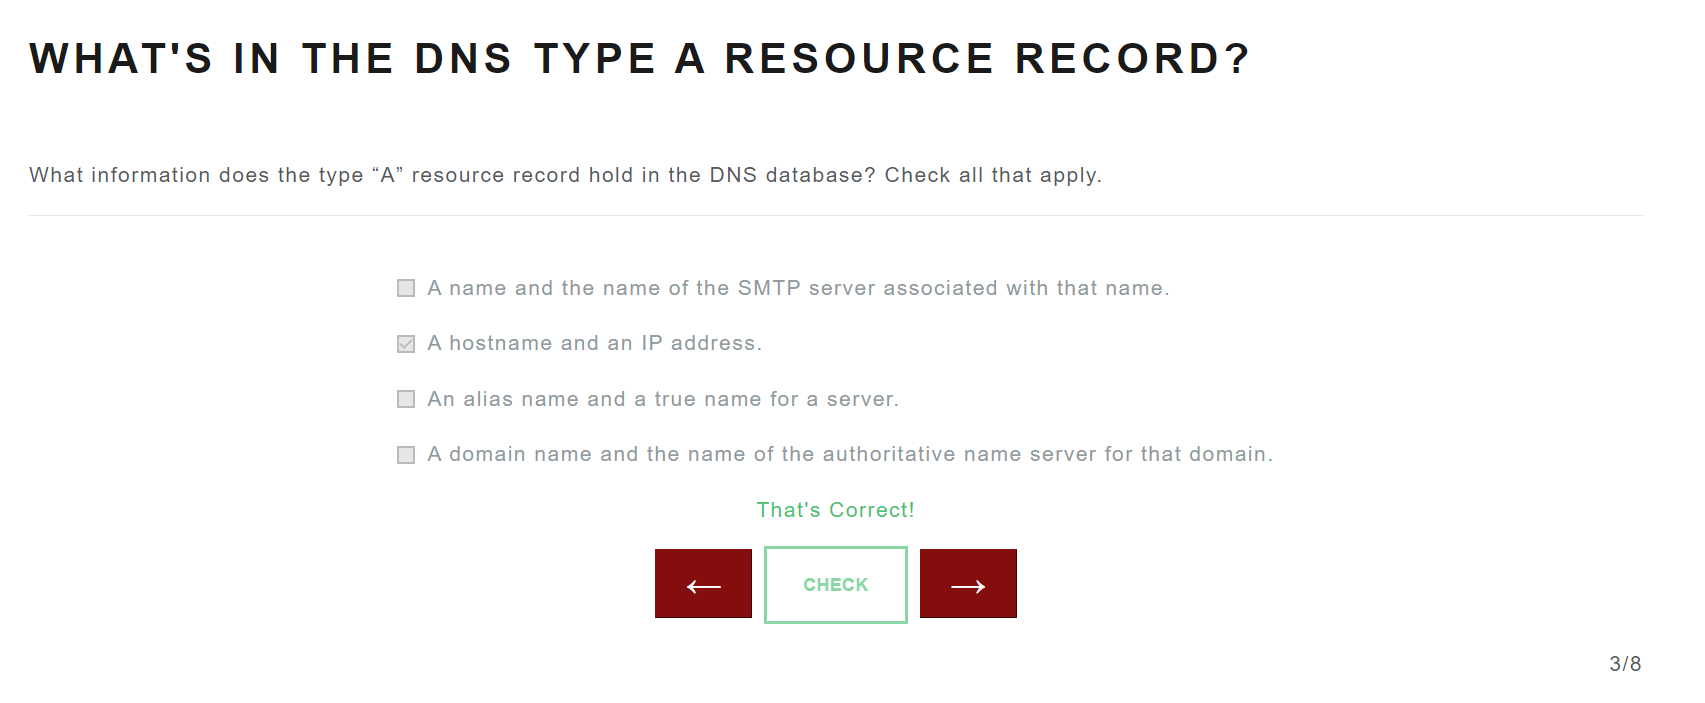 WHAT'S IN THE DNS TYPE A RESOURCE RECORD?
What information does the type “A” resource record hold in the DNS database? Check all that apply.
A name and the name of the SMTP server associated with that name.
A hostname and an IP address.
An alias name and a true name for a server.
A domain name and the name of the authoritative name server for that domain.
That's Correct!
← CHECK →
3/8